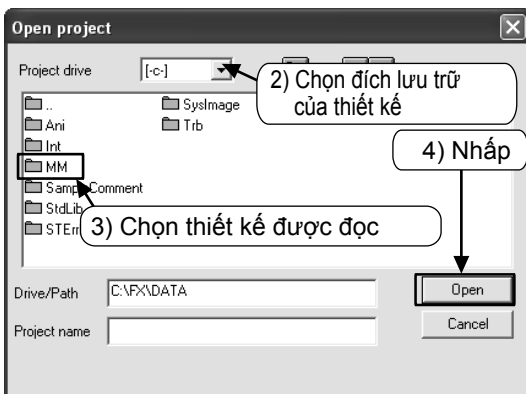 Open project
Project drive
[-c-]
2) Chọn đích lưu trữ
của thiết kế
..
SysImage
Ani
Trb
Int
4) Nhấp
MM
Comment
StdLib
3) Chọn thiết kế được đọc
Drive/Path
C:\FX\DATA
Open
Project name
Cancel